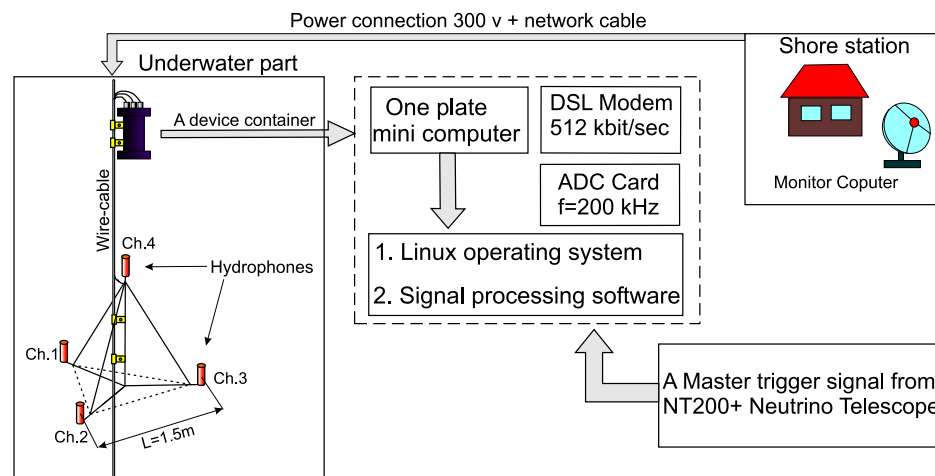 Power connection 300 v + network cable
Shore station
Monitor Coputer
Underwater part
A device container
Wire-cable
One plate
mini computer
DSL Modem
512 kbit/sec
ADC Card
f=200 kHz
1. Linux operating system
2. Signal processing software
Ch.4
Hydrophones
Ch.1
Ch.3
Ch.2
L=1.5m
A Master trigger signal from
NT200+ Neutrino Telescope